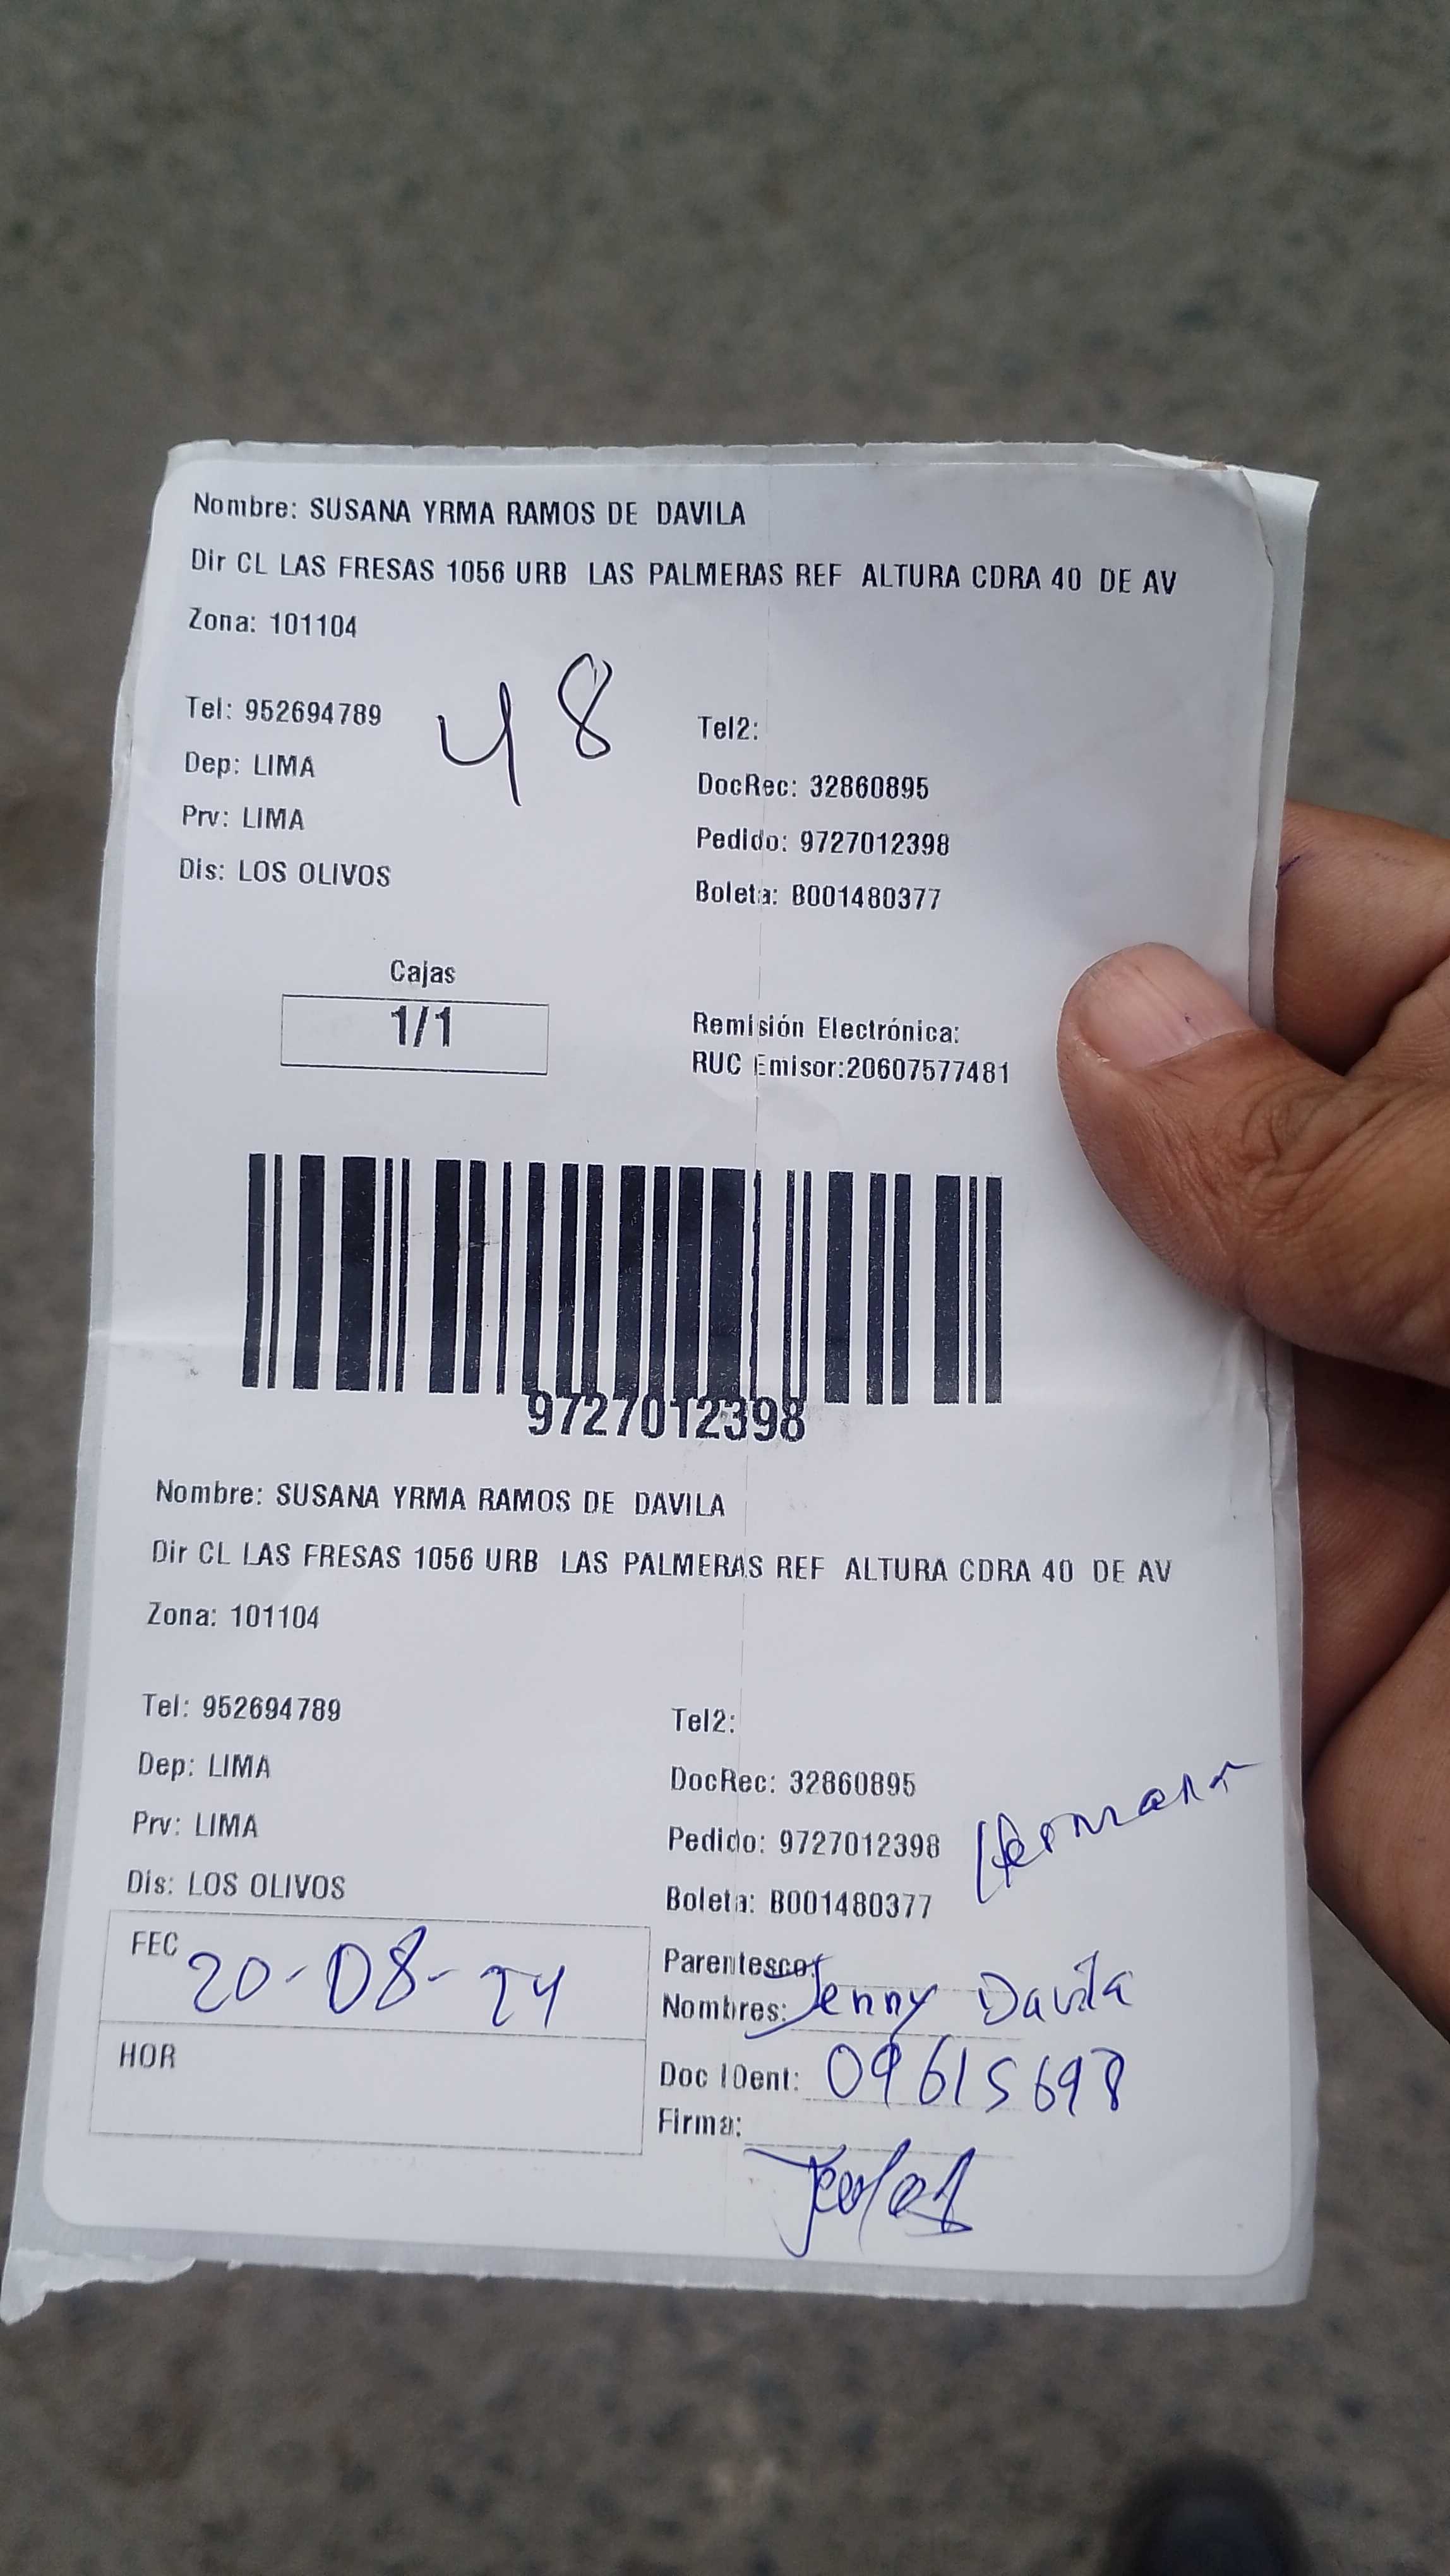 Nombre: SUSANA YRMA RAMOS DE DAVILA
Dir CL LAS FRESAS 1056 URB LAS PALMERAS REF ALTURA CDRA 40 DE AV
Zona: 101104
48
Tel: 952694789 Tel2:
Dep: LIMA DocRec: 32860895
Prv: LIMA Pedido: 9727012398
Dis: LOS OLIVOS Boleta: B001480377
Cajas
1/1
Remisión Electrónica:
RUC Emisor:20607577481
9727012398
Nombre: SUSANA YRMA RAMOS DE DAVILA
Dir CL LAS FRESAS 1056 URB LAS PALMERAS REF ALTURA CDRA 40 DE AV
Zona: 101104
Tel: 952694789 Tel2:
Dep: LIMA DocRec: 32860895
Prv: LIMA Pedido: 9727012398
Dis: LOS OLIVOS Boleta: B001480377
Hermana
FEC 20-08-24
HOR
Parentesco:
Nombres: Jenny Davila
Doc IDent: 09615698
Firma: